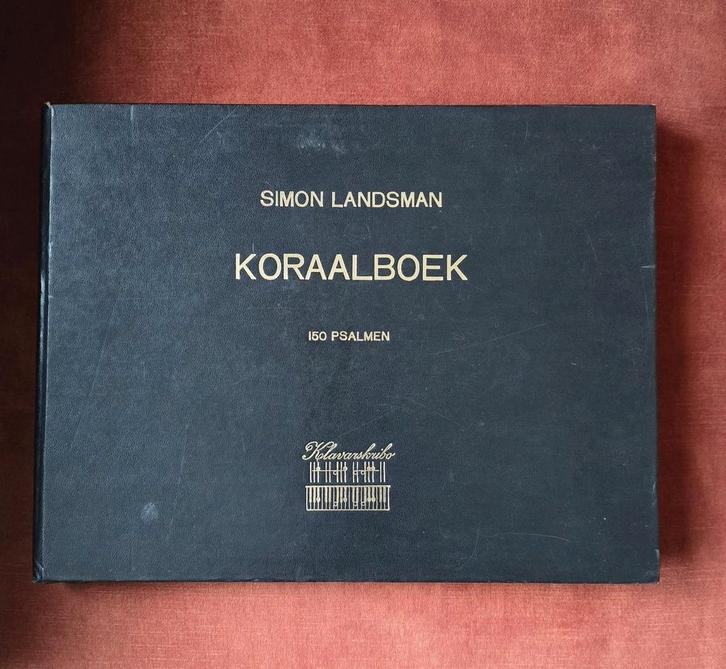 SIMON LANDSMAN
KORAALBOEK
150 PSALMEN
Klavarskribo